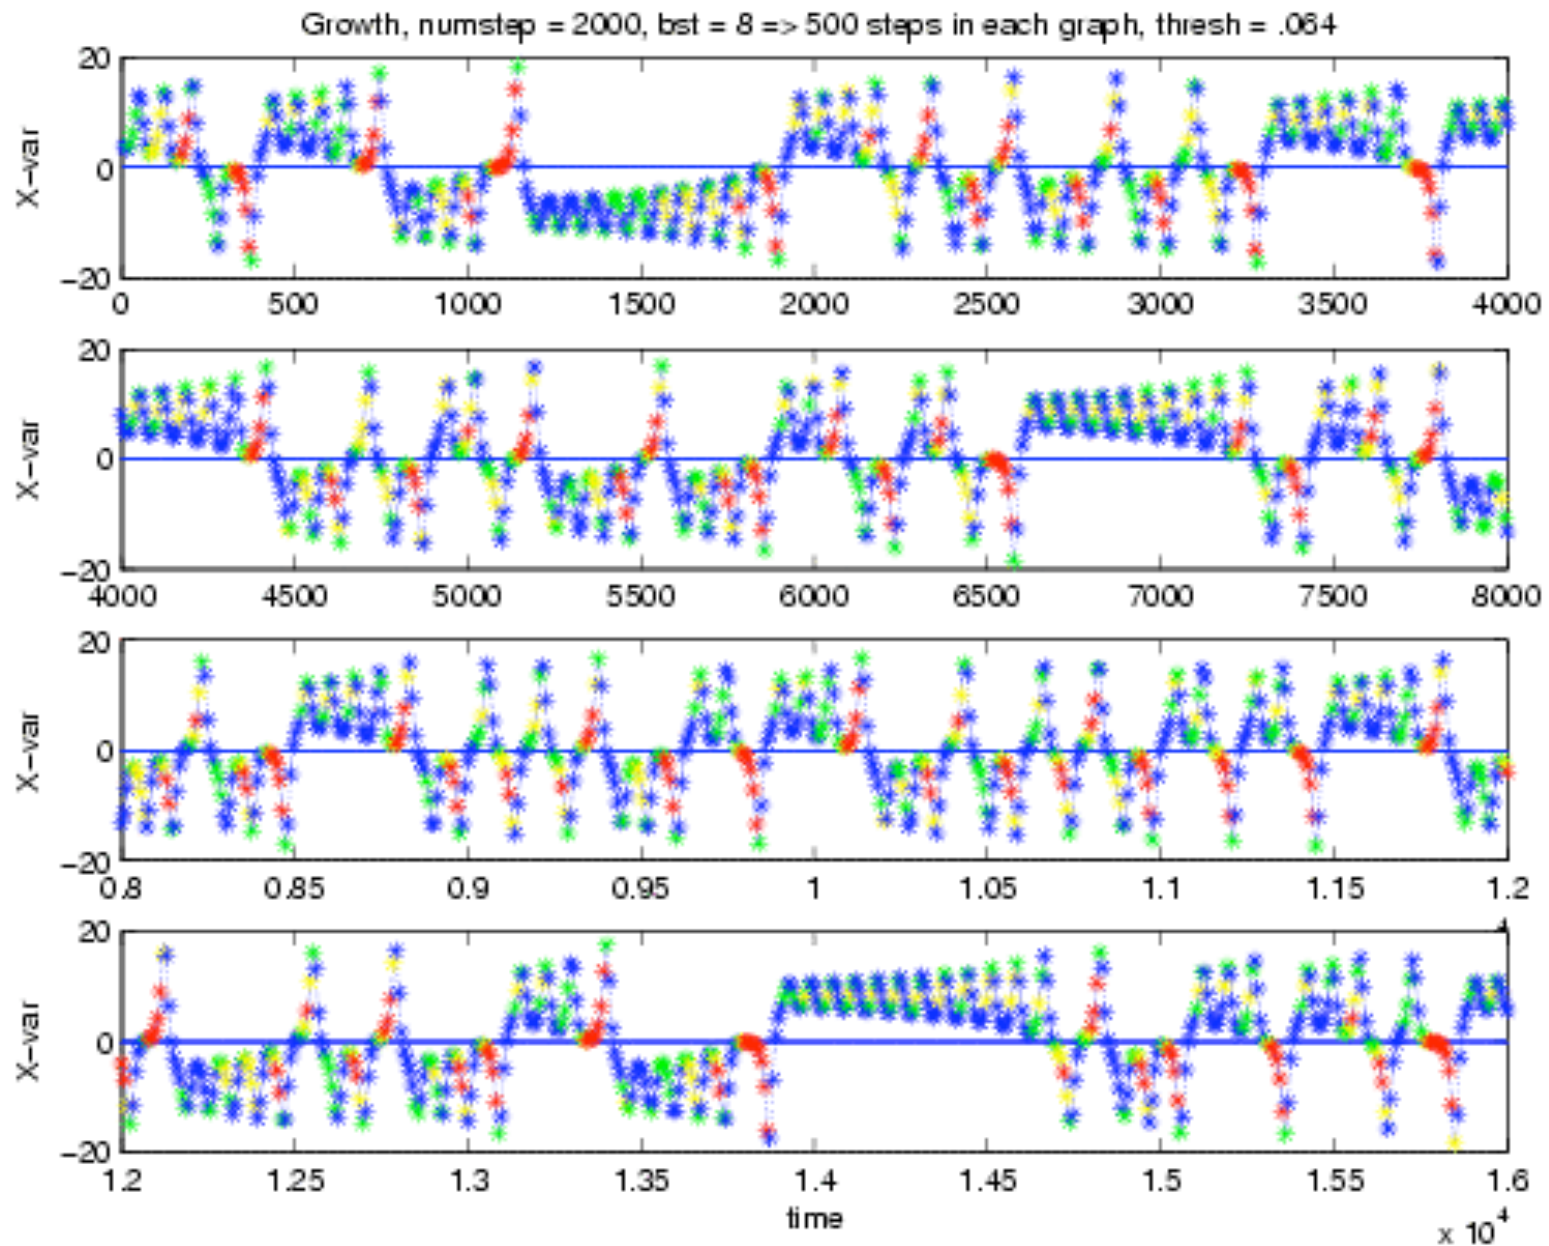 Growth, numstep = 2000, bst = 8 => 500 steps in each graph, thresh = .064
20
0
−20
X−var
0 500 1000 1500 2000 2500 3000 3500 4000
20
0
−20
X−var
4000 4500 5000 5500 6000 6500 7000 7500 8000
20
0
−20
X−var
0.8 0.85 0.9 0.95 1 1.05 1.1 1.15 1.2
20
0
−20
X−var
1.2 1.25 1.3 1.35 1.4 1.45 1.5 1.55 1.6
time
x 10^4